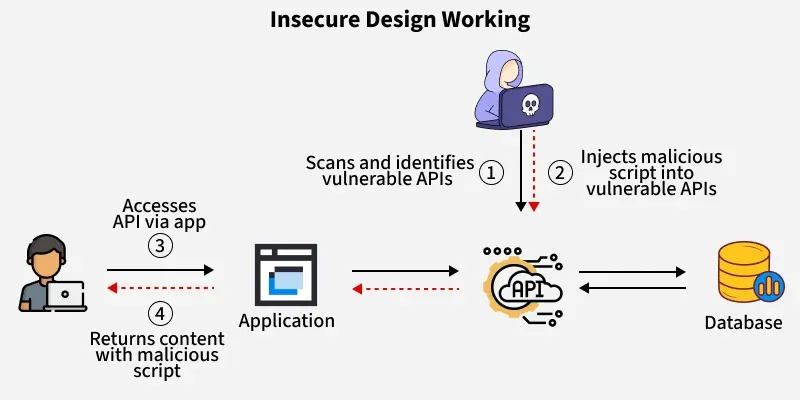 Insecure Design Working
Scans and identifies
vulnerable APIs
1
2
Injects malicious
script into
vulnerable APIs
Accesses
API via app
3
4
Returns content
with malicious
script
Application
API
Database